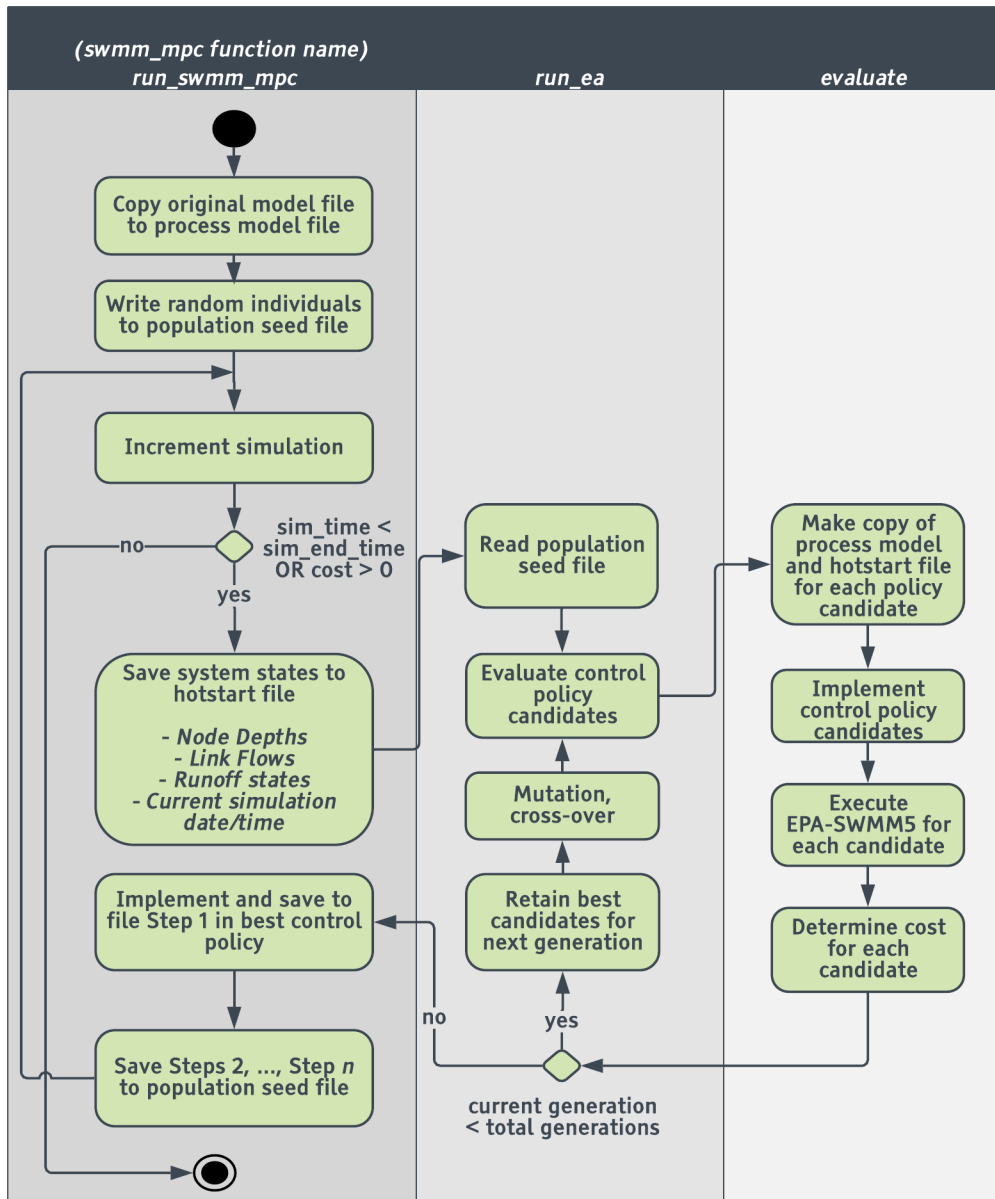 (swmm_mpc function name)
run_swmm_mpc
run_ea
evaluate
Copy original model file
to process model file
Write random individuals
to population seed file
Increment simulation
sim_time <
sim_end_time
OR cost > 0
no
yes
Save system states to
hotstart file
- Node Depths
- Link Flows
- Runoff states
- Current simulation
date/time
Implement and save to
file Step 1 in best control
policy
Save Steps 2, ..., Step n
to population seed file
Read population
seed file
Evaluate control
policy
candidates
Mutation,
cross-over
Retain best
candidates for
next generation
no
yes
current generation
< total generations
Make copy of
process model
and hotstart file
for each policy
candidate
Implement
control policy
candidates
Execute
EPA-SWMM5 for
each candidate
Determine cost
for each
candidate